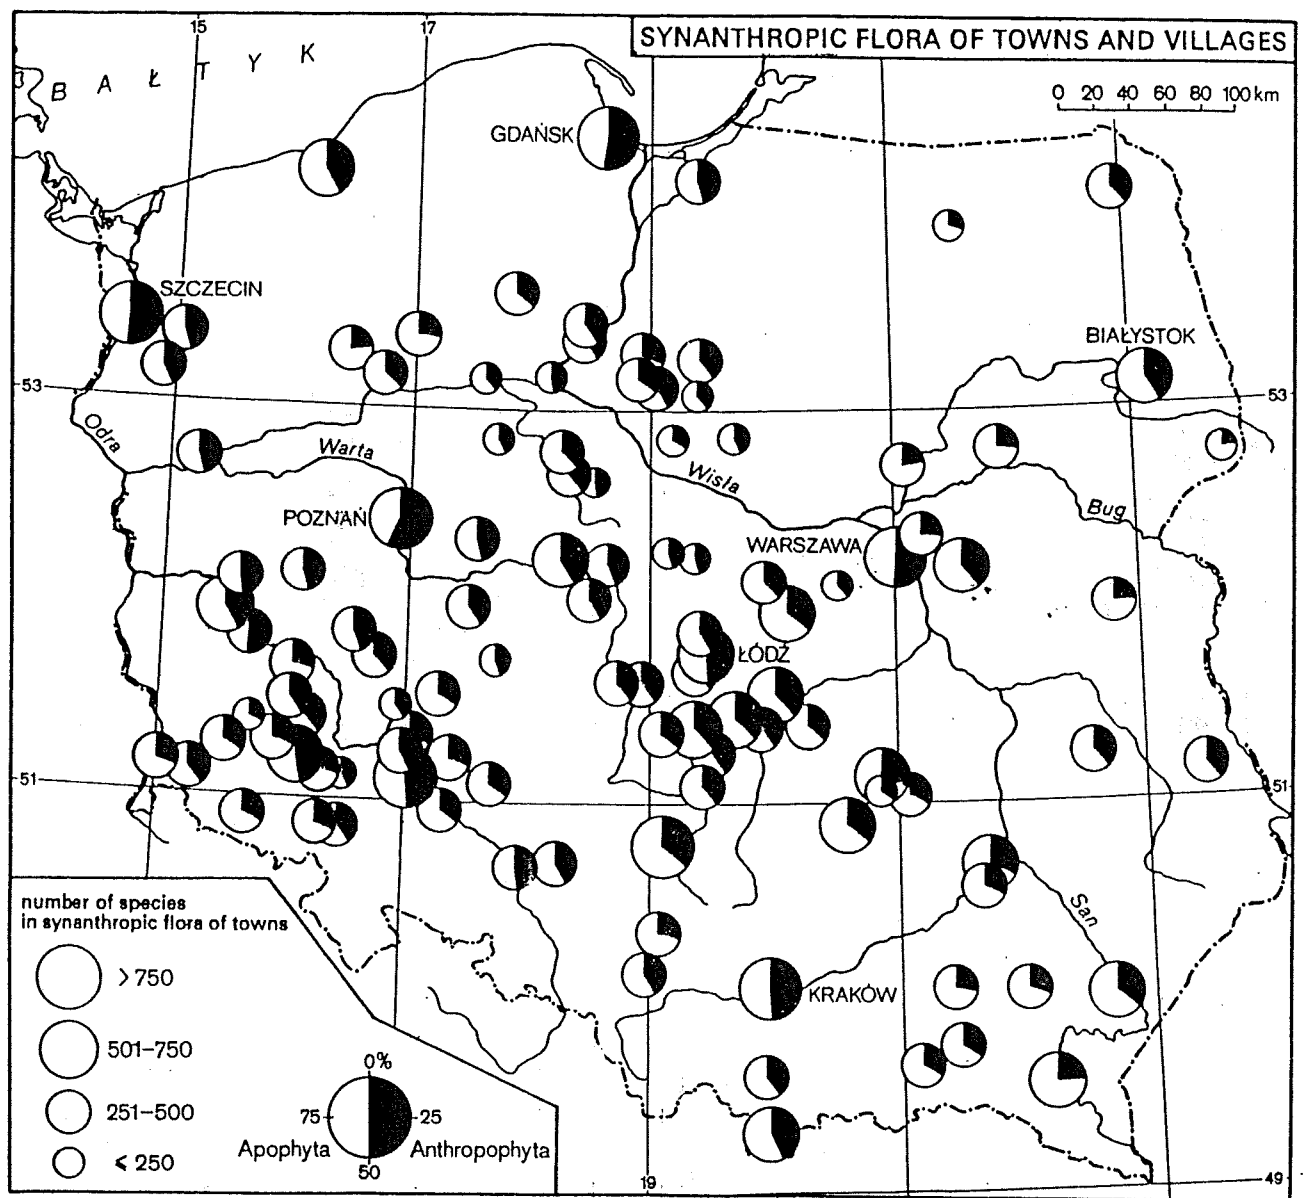 15
17
SYNANTHROPIC FLORA OF TOWNS AND VILLAGES
BAŁTYK
0 20 40 60 80 100 km
GDAŃSK
SZCZECIN
BIAŁYSTOK
53
53
Odra
Warta
Wisła
Bug
POZNAŃ
WARSZAWA
ŁÓDŹ
51
51
San
KRAKÓW
number of species
in synanthropic flora of towns
>750
501-750
251-500
⩽ 250
0%
75
25
Apophyta
Anthropophyta
50
19
49